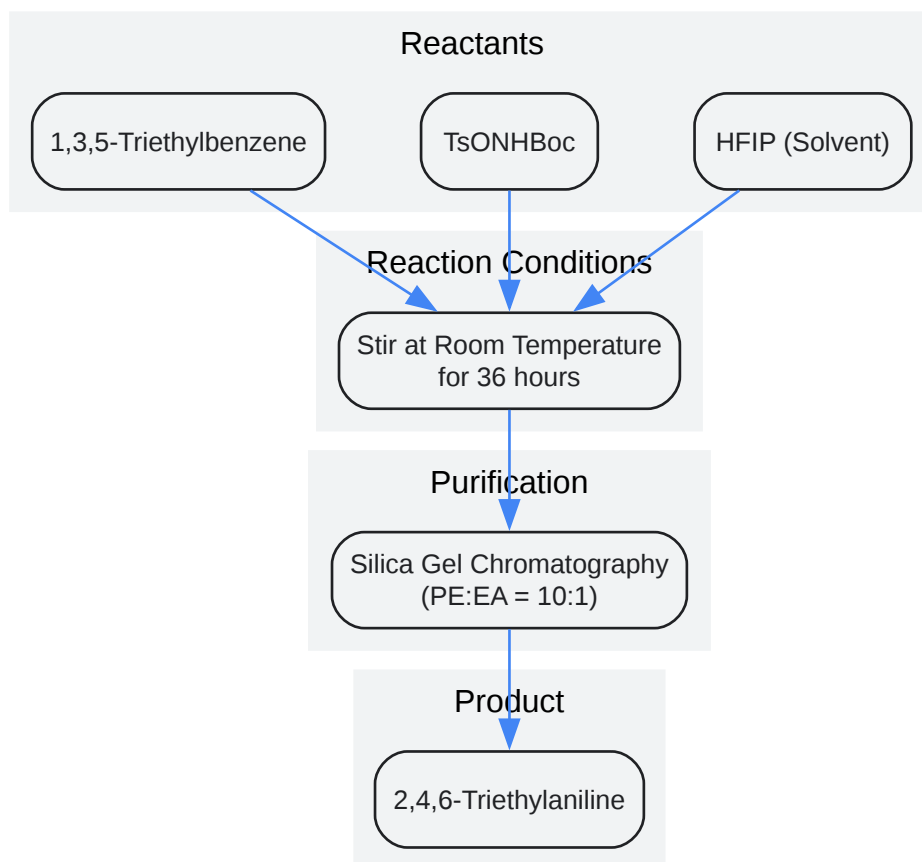 Reactants
1,3,5-Triethylbenzene
TsONHBoc
HFIP (Solvent)
Reaction Conditions
Stir at Room Temperature
for 36 hours
Purification
Silica Gel Chromatography
(PE:EA = 10:1)
Product
2,4,6-Triethylaniline